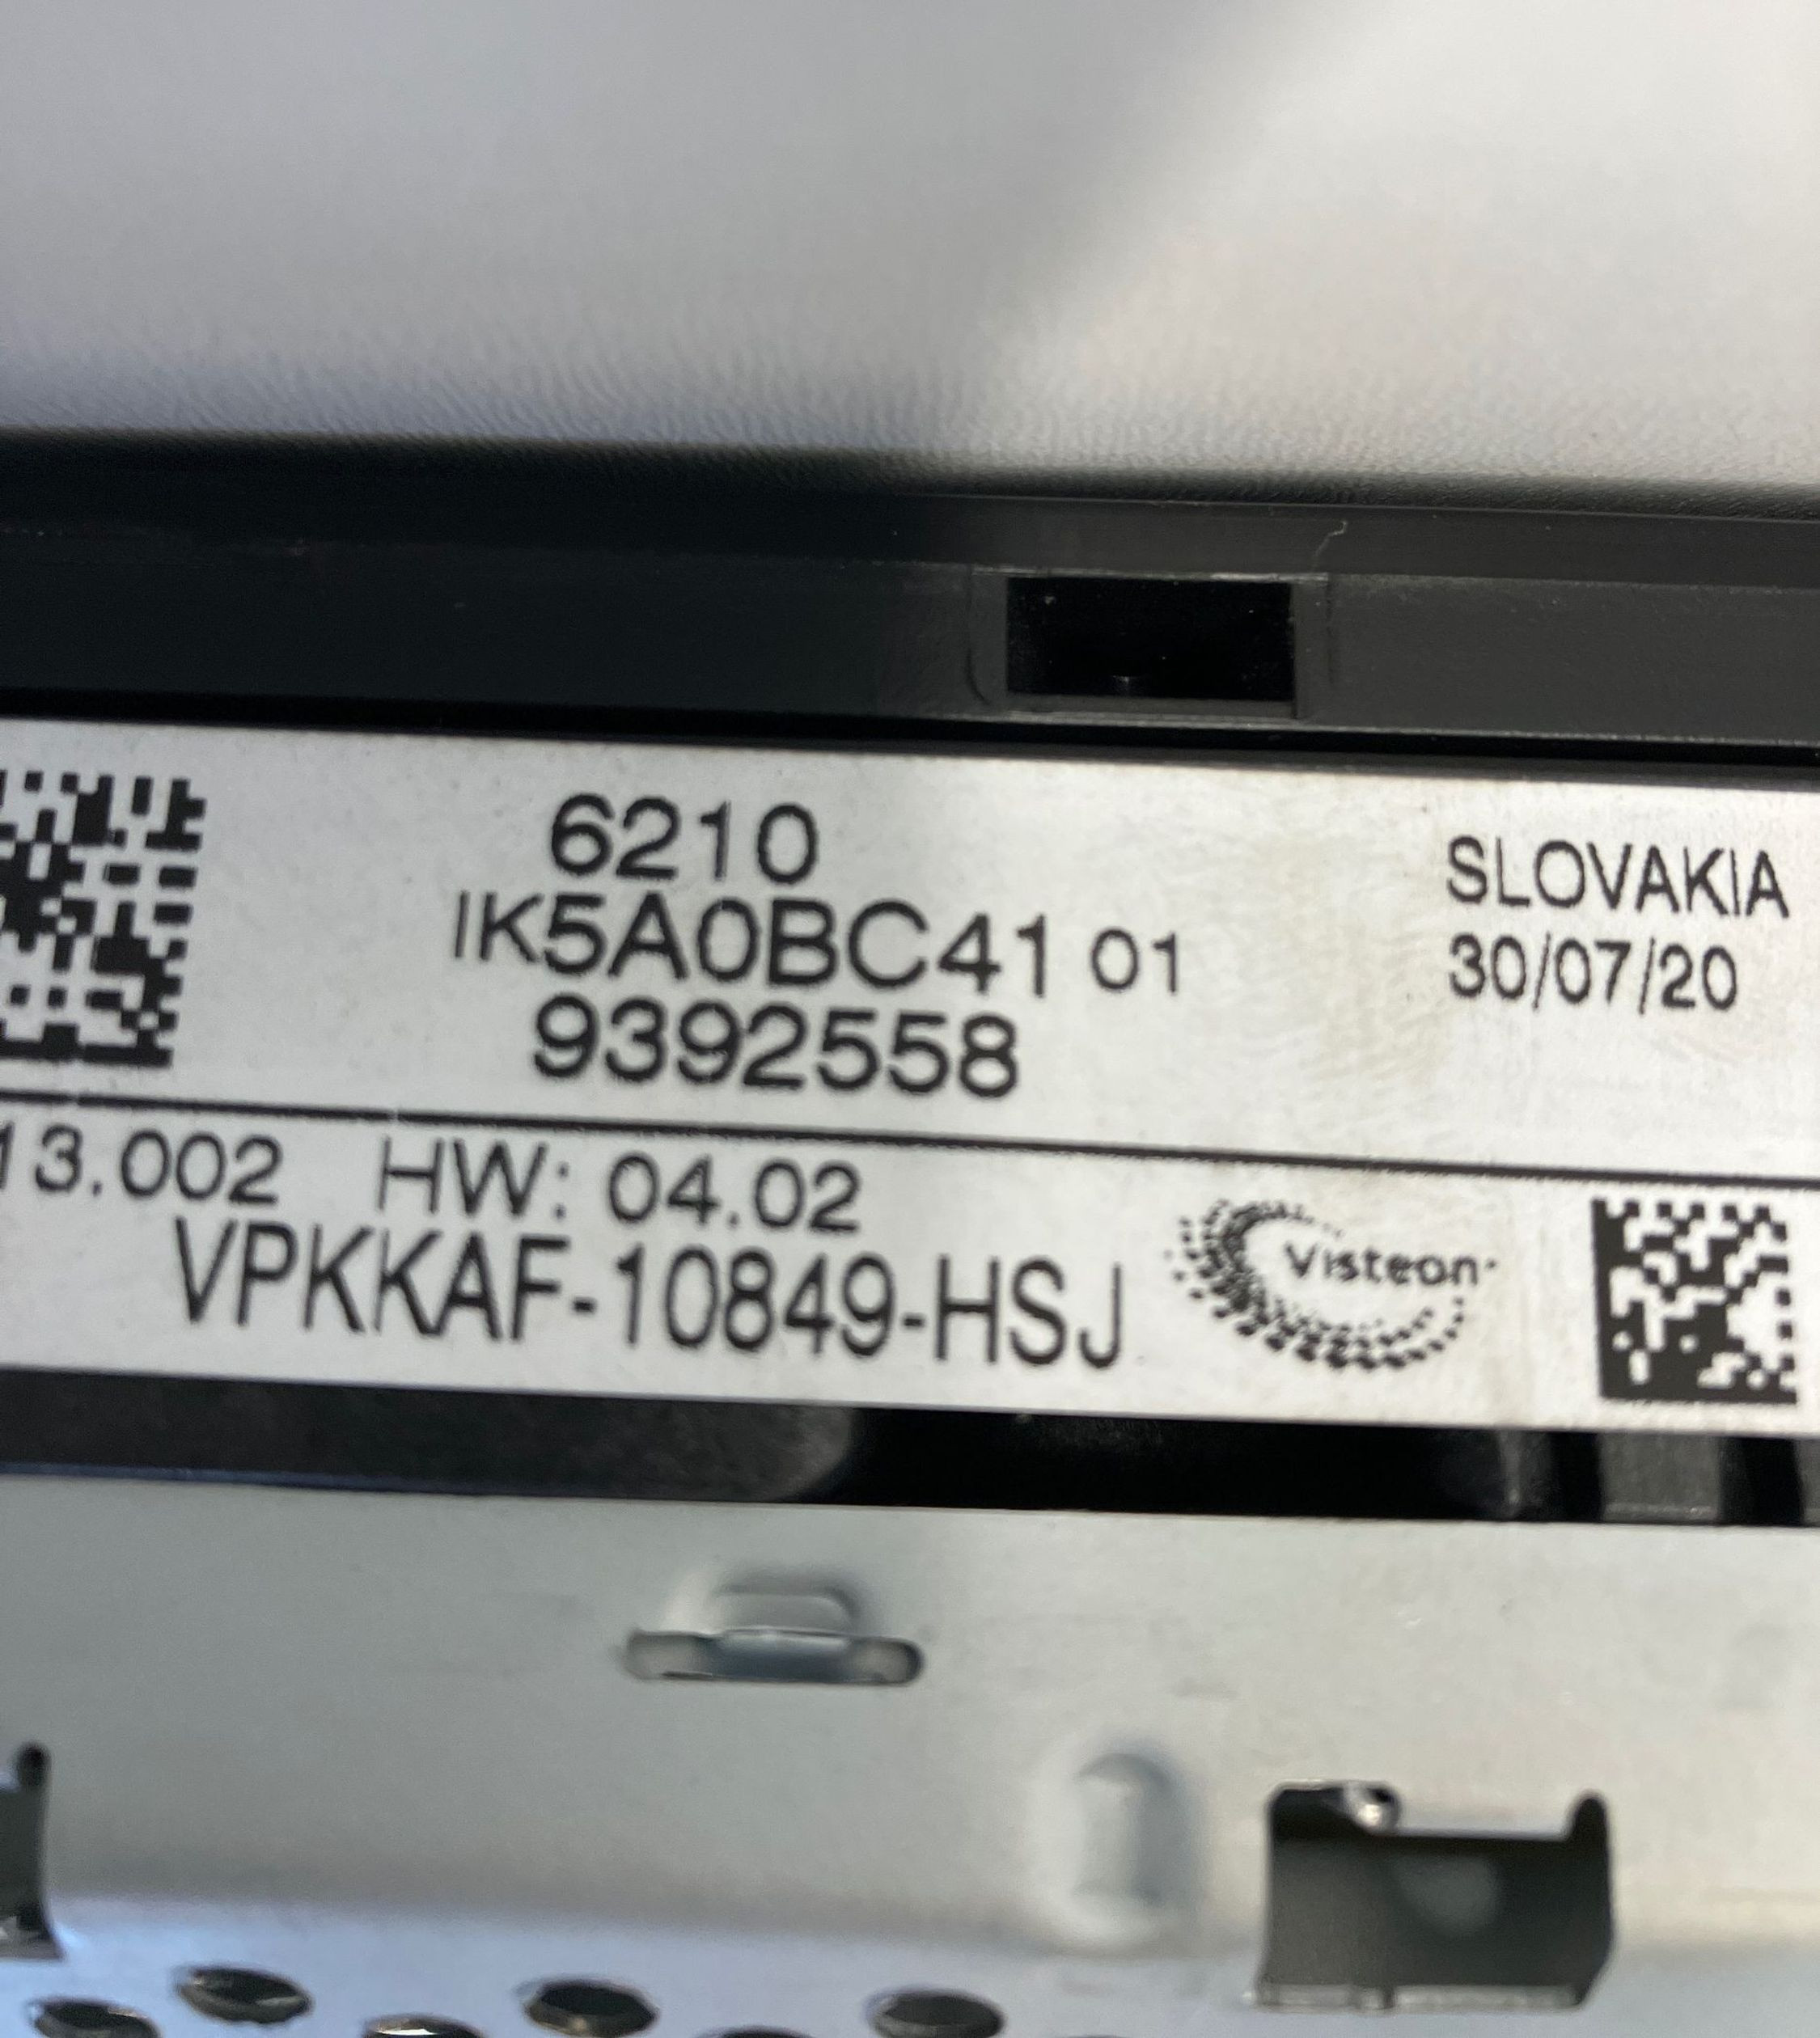 6210
IK5A0BC41 01
9392558
SLOVAKIA
30/07/20
13.002 HW: 04.02
VPKKAF-10849-HSJ
Visteon